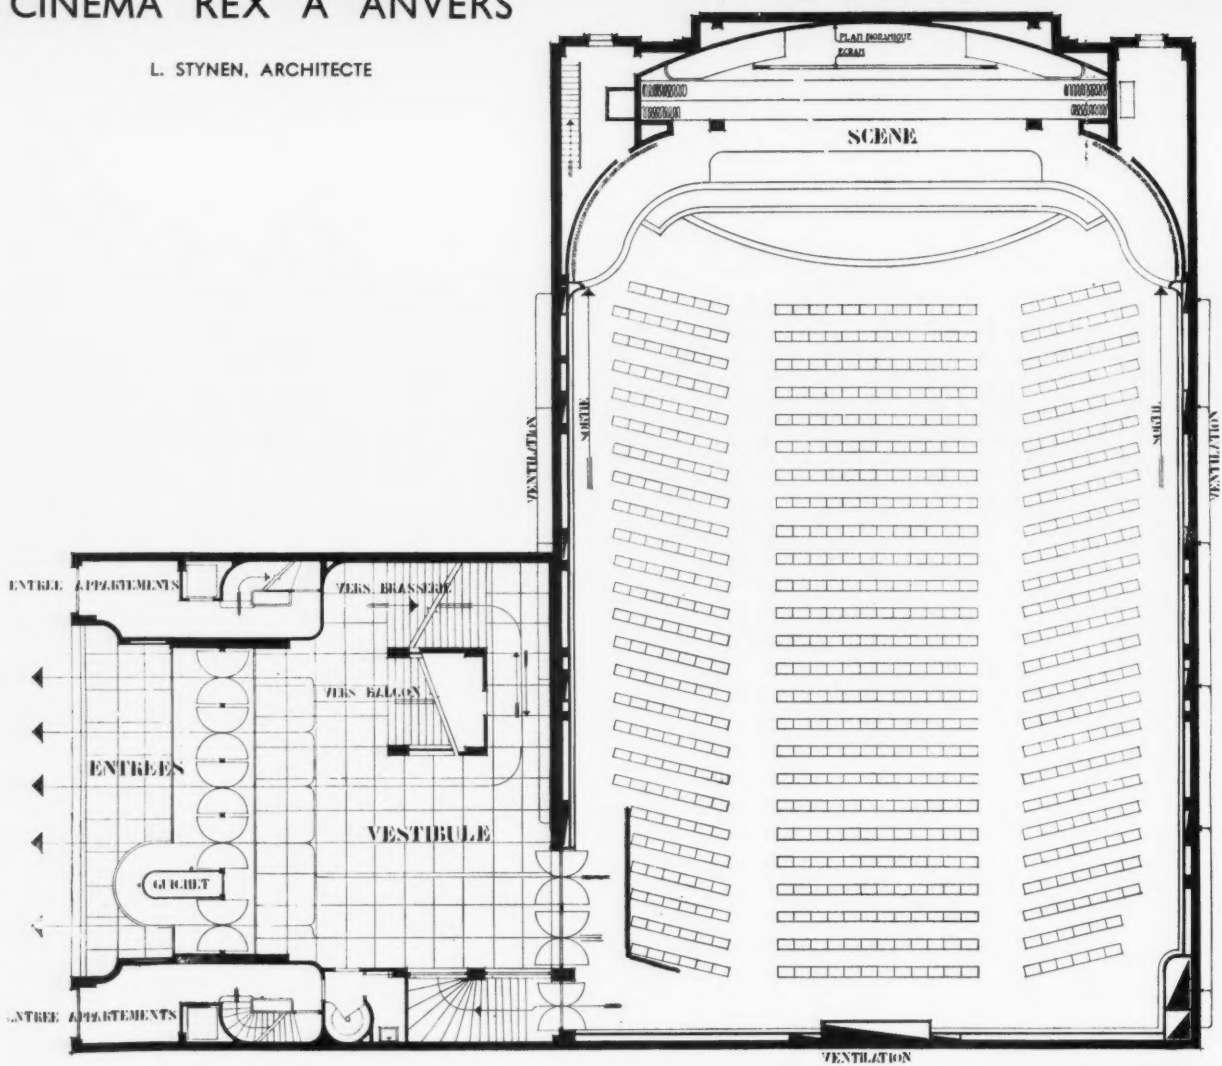 CINEMA REX A ANVERS
L. STYNEN, ARCHITECTE
PLAN DIORAMIQUE
ECRAN
SCENE
SORTIE
SORTIE
VENTILATION
VENTILATION
ENTREE APPARTEMENTS
VERS BRASSERIE
VERS BALCON
ENTREES
VESTIBULE
GUICHET
ENTREE APPARTEMENTS
VENTILATION